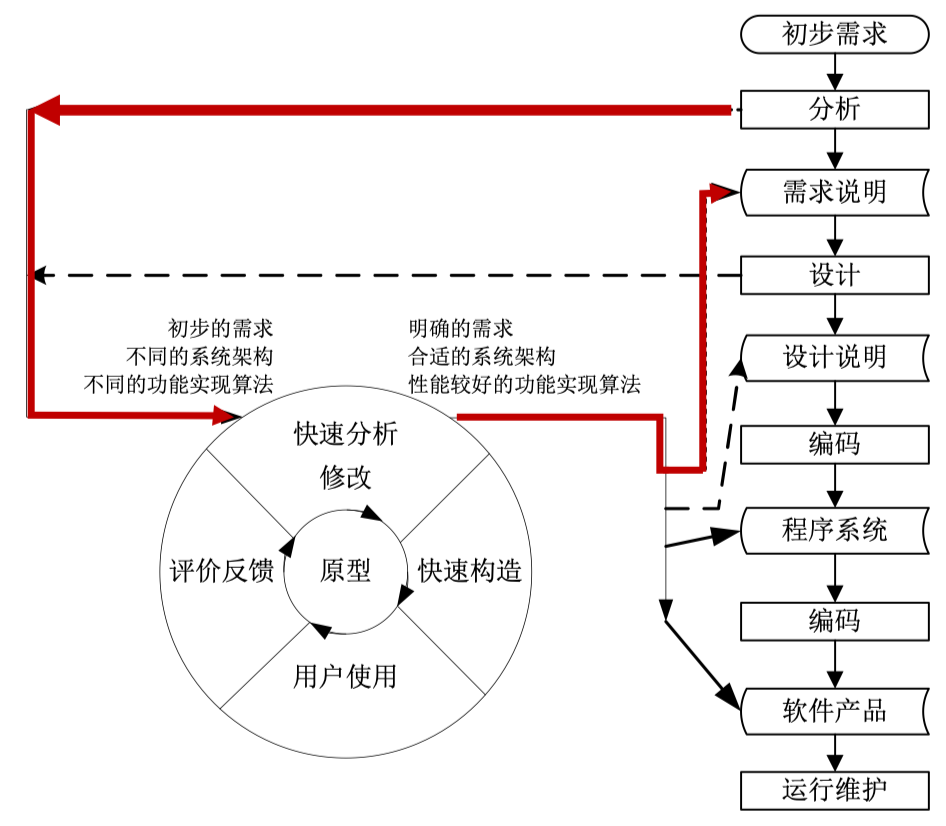 初步需求
分析
需求说明
设计
设计说明
编码
程序系统
编码
软件产品
运行维护
初步的需求
不同的系统架构
不同的功能实现算法
明确的需求
合适的系统架构
性能较好的功能实现算法
快速分析
修改
评价反馈
原型
快速构造
用户使用